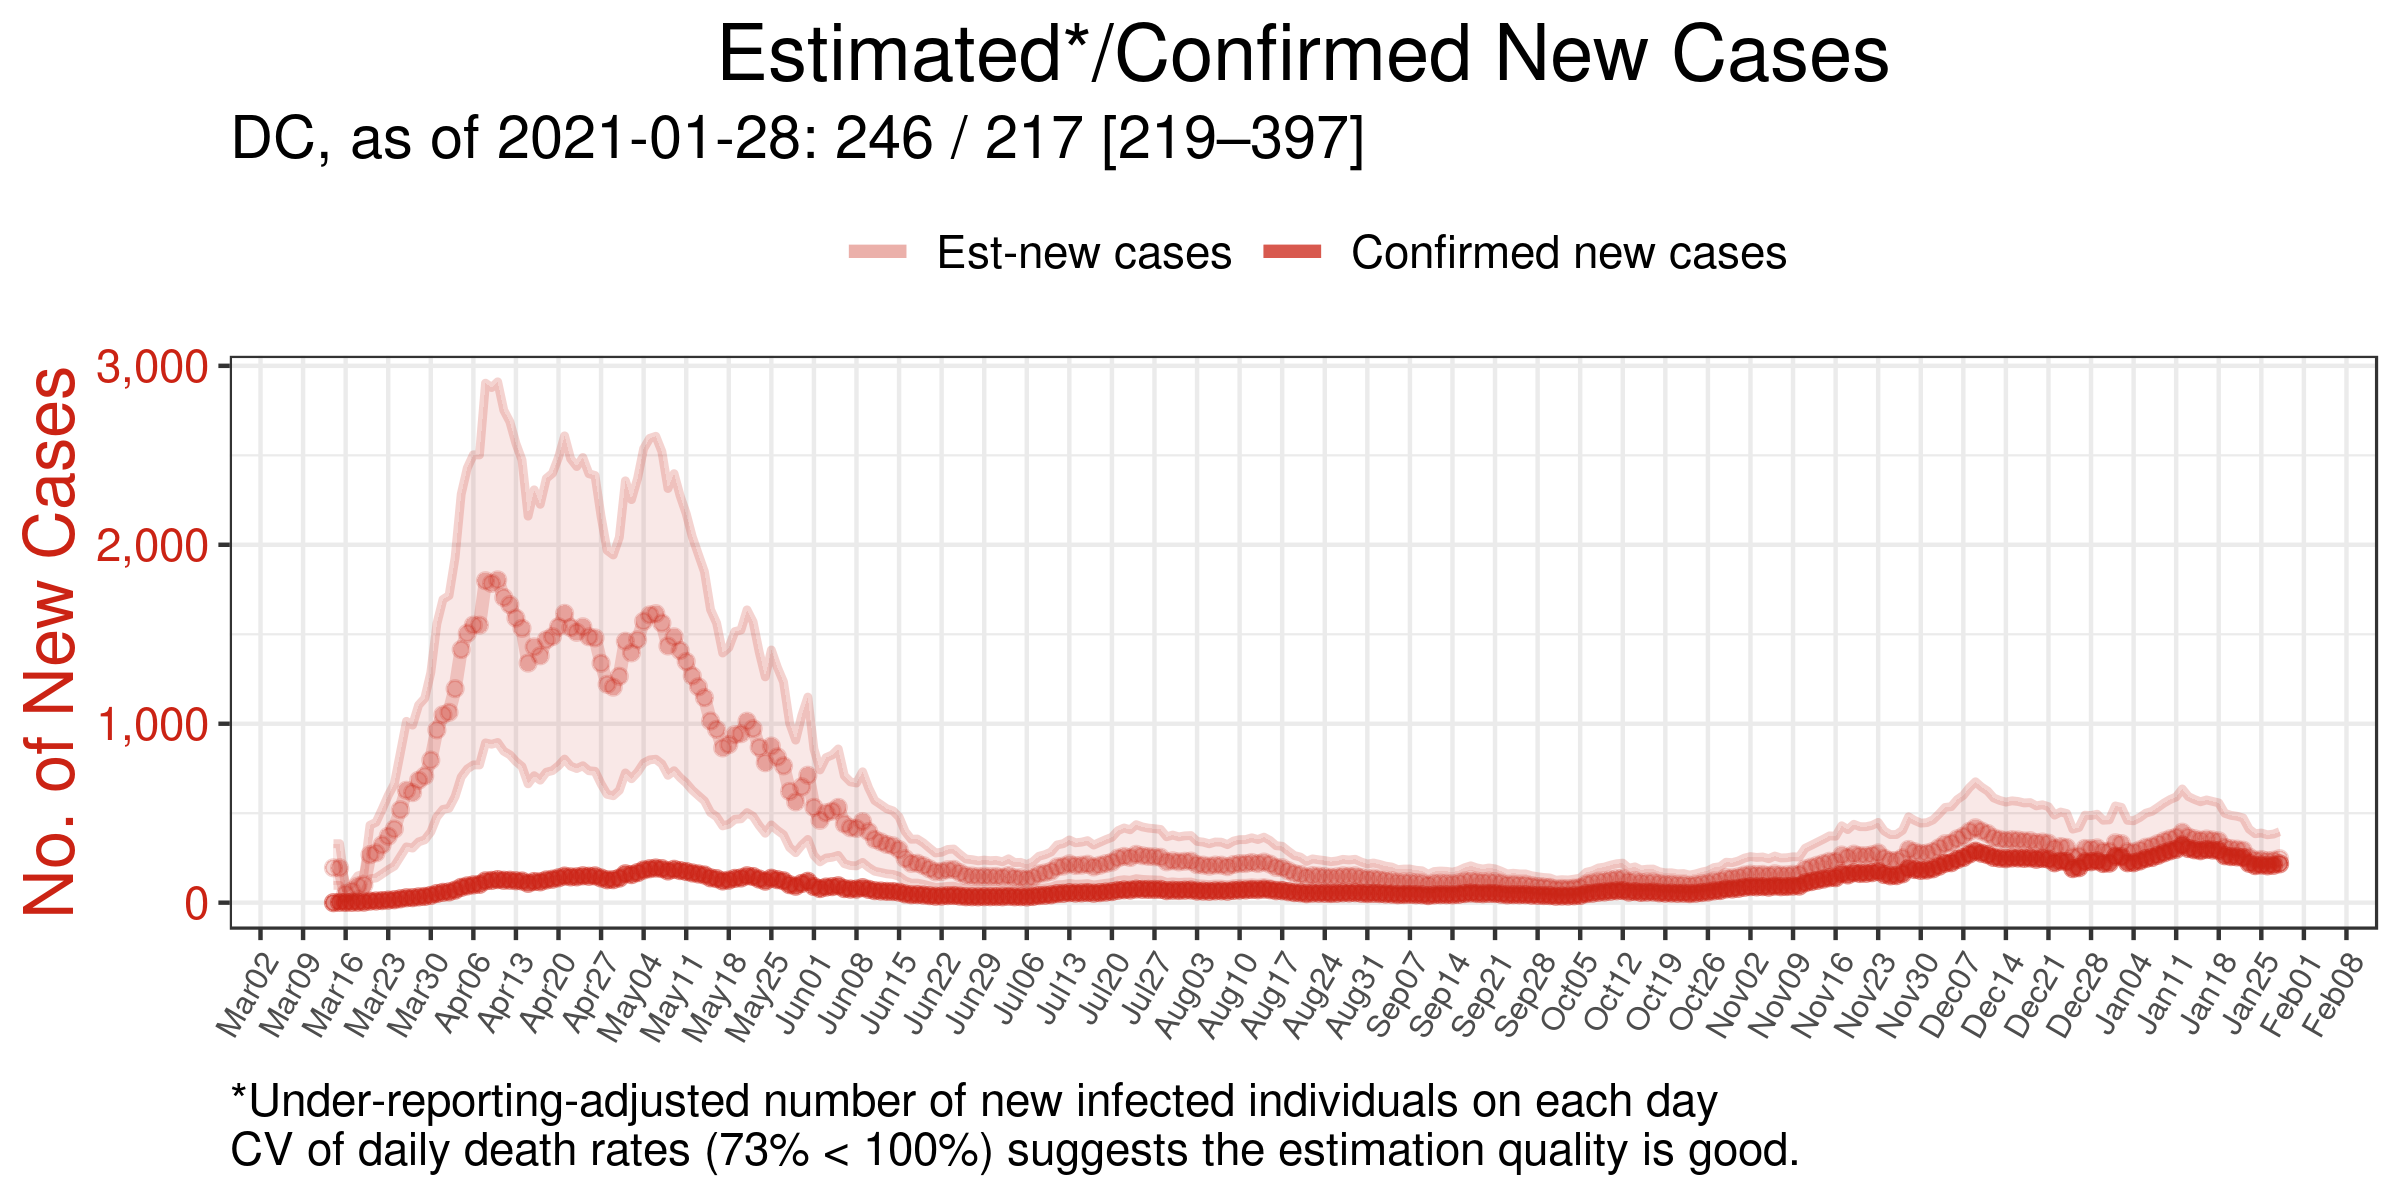 Estimated*/Confirmed New Cases
DC, as of 2021-01-28: 246 / 217 [219–397]
Est-new cases Confirmed new cases
No. of New Cases
3,000
2,000
1,000
0
Mar02 Mar09 Mar16 Mar23 Mar30 Apr06 Apr13 Apr20 Apr27 May04 May11 May18 May25 Jun01 Jun08 Jun15 Jun22 Jun29 Jul06 Jul13 Jul20 Jul27 Aug03 Aug10 Aug17 Aug24 Aug31 Sep07 Sep14 Sep21 Sep28 Oct05 Oct12 Oct19 Oct26 Nov02 Nov09 Nov16 Nov23 Nov30 Dec07 Dec14 Dec21 Dec28 Jan04 Jan11 Jan18 Jan25 Feb01 Feb08
*Under-reporting-adjusted number of new infected individuals on each day
CV of daily death rates (73% < 100%) suggests the estimation quality is good.